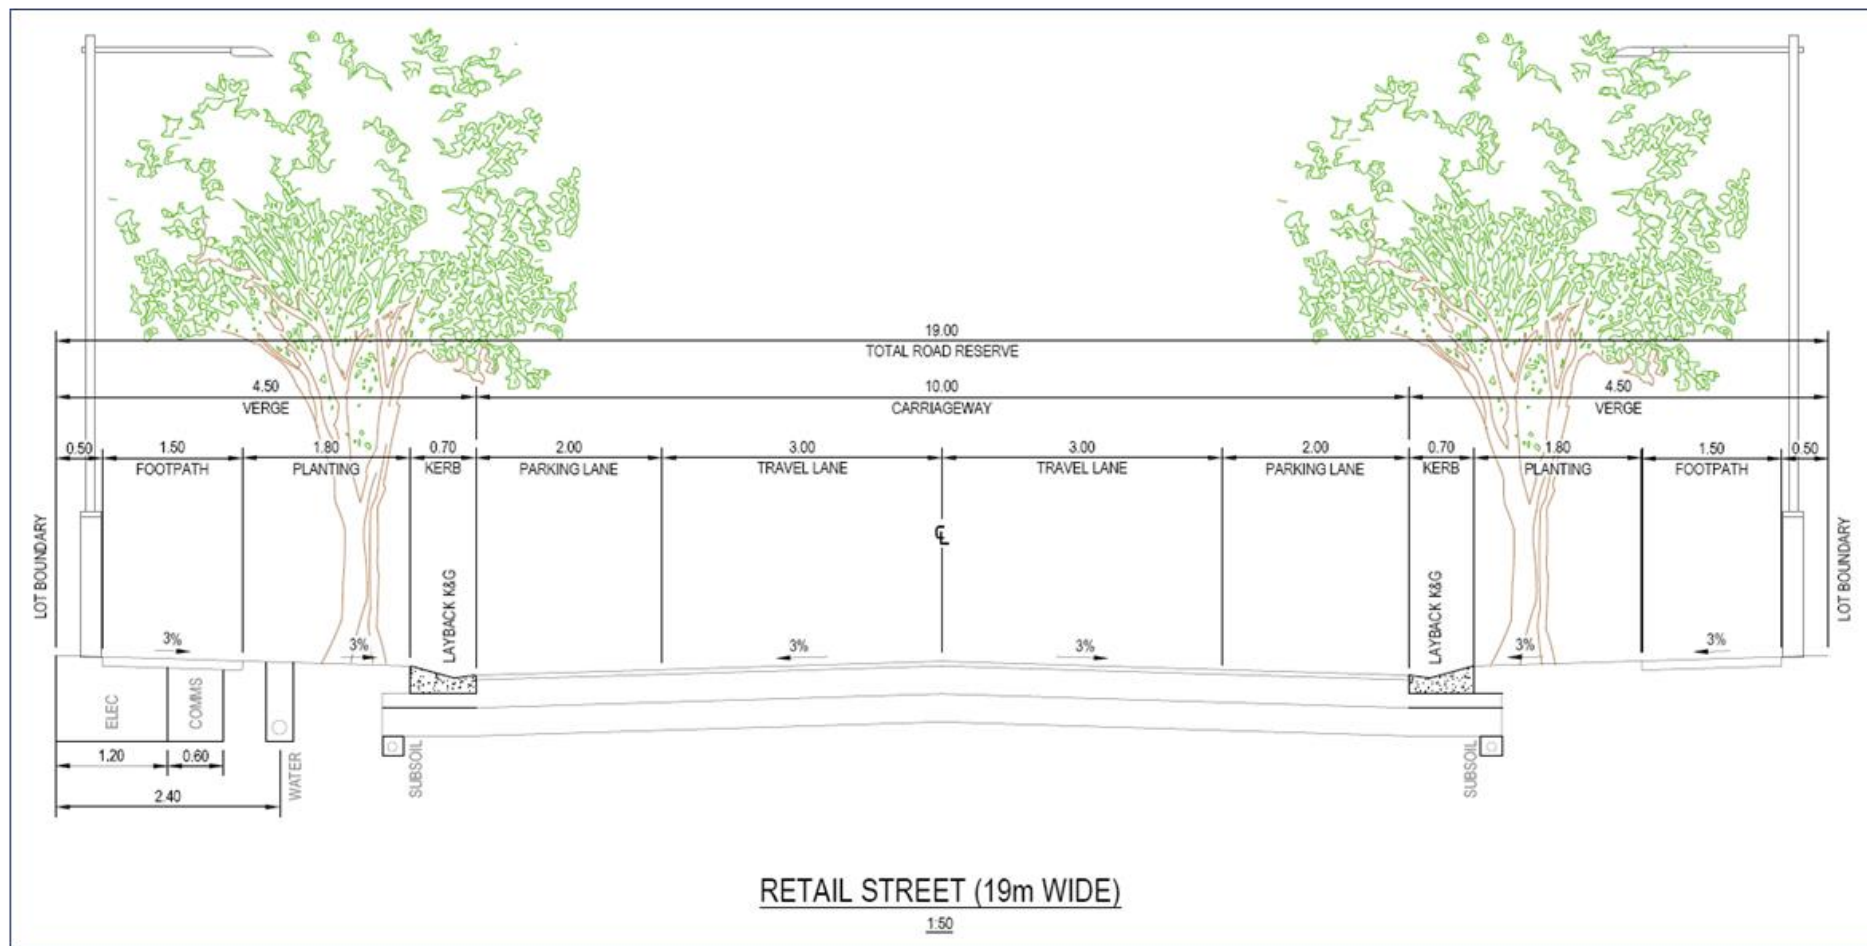 19.00
TOTAL ROAD RESERVE
4.50
VERGE
10.00
CARRIAGEWAY
4.50
VERGE
0.50
1.50
FOOTPATH
1.80
PLANTING
0.70
KERB
2.00
PARKING LANE
3.00
TRAVEL LANE
3.00
TRAVEL LANE
2.00
PARKING LANE
0.70
KERB
1.80
PLANTING
1.50
FOOTPATH
0.50
LOT BOUNDARY
LAYBACK K&G
℄
LAYBACK K&G
LOT BOUNDARY
3%
3%
3%
3%
3%
3%
ELEC
COMMS
1.20
0.60
WATER
2.40
SUBSOIL
SUBSOIL
RETAIL STREET (19m WIDE)
1:50